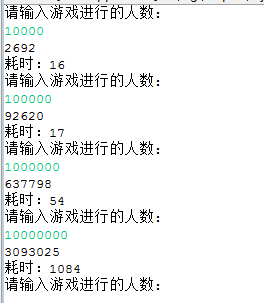 请输入游戏进行的人数:
10000
2692
耗时: 16
请输入游戏进行的人数:
100000
92620
耗时: 17
请输入游戏进行的人数:
1000000
637798
耗时: 54
请输入游戏进行的人数:
10000000
3093025
耗时: 1084
请输入游戏进行的人数: